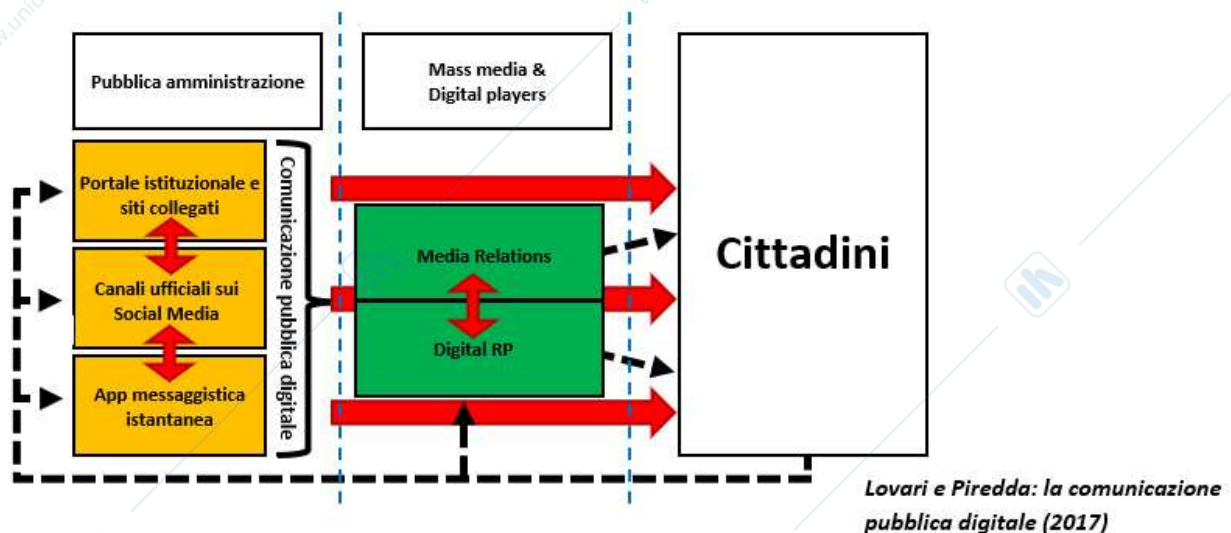 Pubblica amministrazione
Mass media &
Digital players
Portale istituzionale e
siti collegati
Canali ufficiali sui
Social Media
App messaggistica
istantanea
Comunicazione pubblica digitale
Media Relations
Digital RP
Cittadini
Lovari e Piredda: la comunicazione
pubblica digitale (2017)